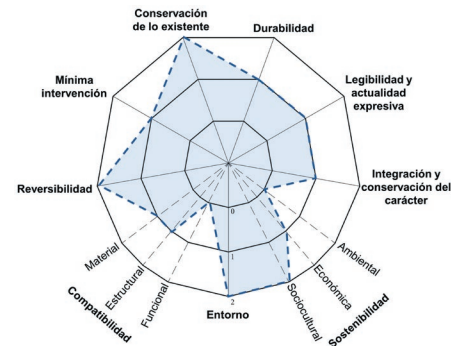 Conservación
de lo existente
Durabilidad
Mínima
intervención
Legibilidad y
actualidad
expresiva
Reversibilidad
Integración y
conservación del
carácter
0
1
2
Material
Estructural
Funcional
Compatibilidad
Entorno
Sociocultural
Económica
Ambiental
Sostenibilidad